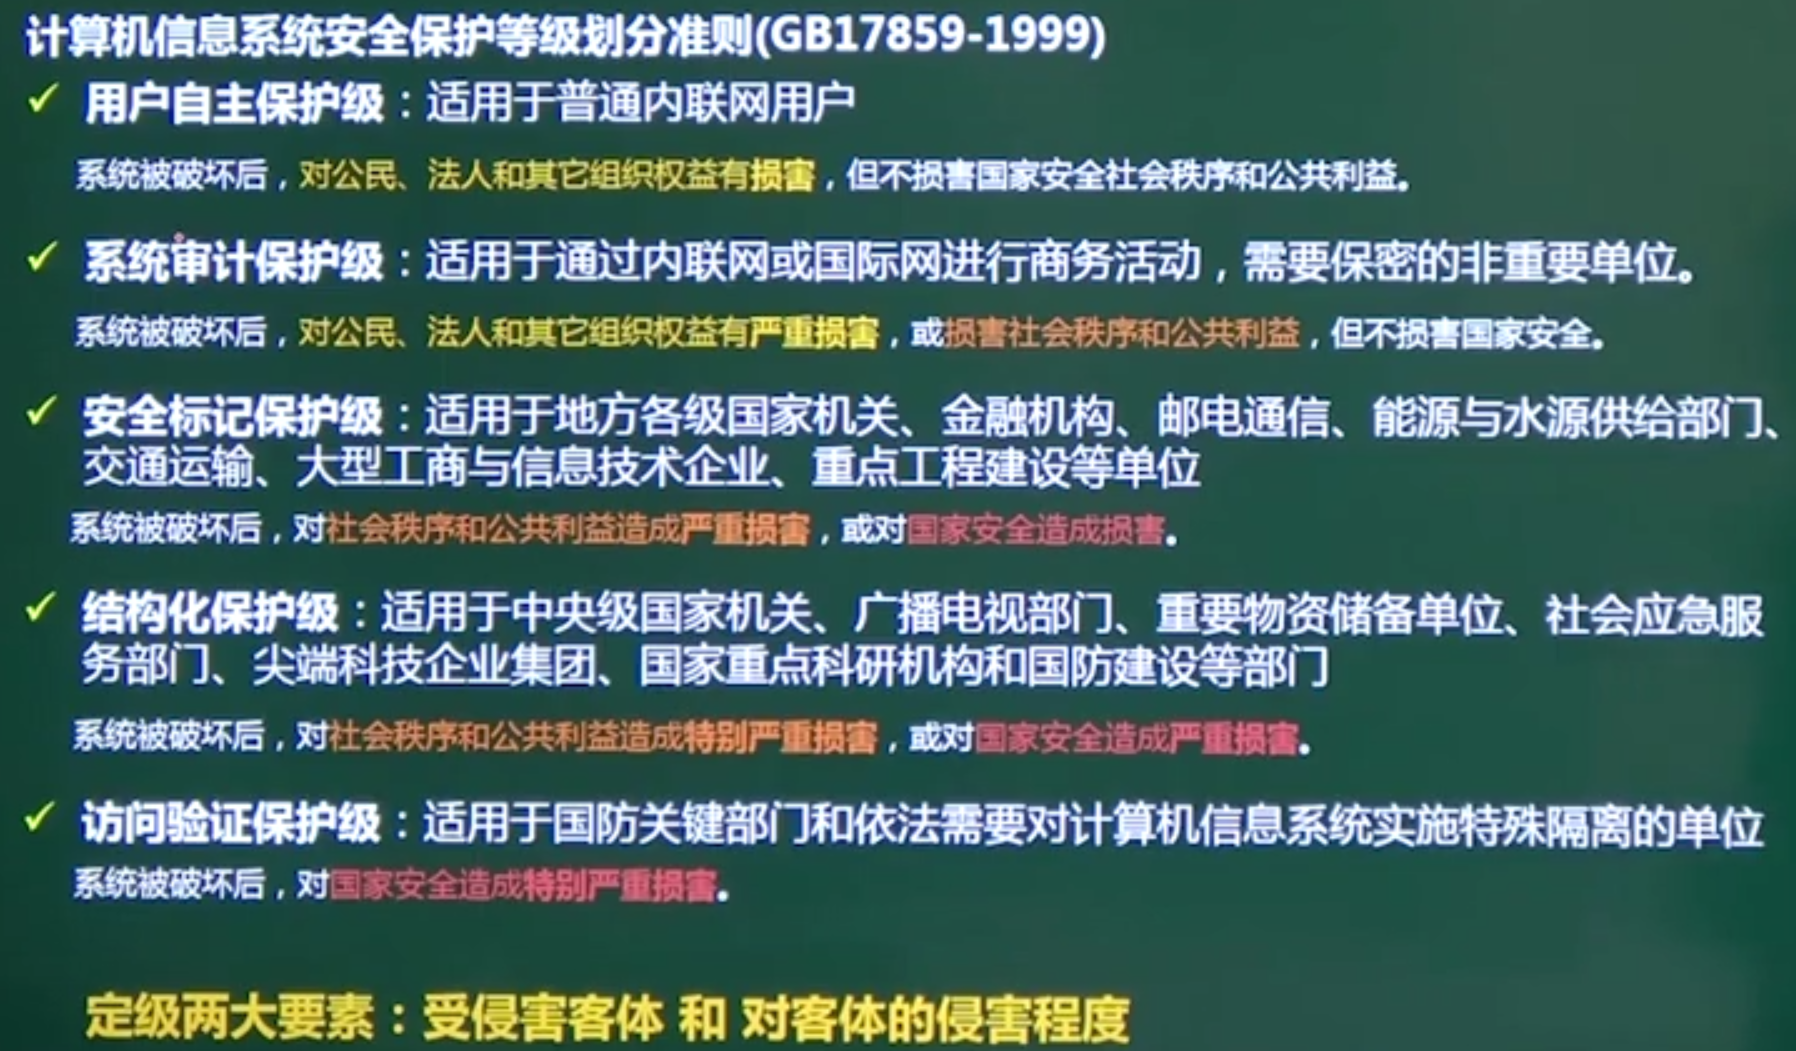 计算机信息系统安全保护等级划分准则(GB17859-1999)
✓ 用户自主保护级：适用于普通内联网用户
系统被破坏后，对公民、法人和其它组织权益有损害，但不损害国家安全社会秩序和公共利益。
✓ 系统审计保护级：适用于通过内联网或国际网进行商务活动，需要保密的非重要单位。
系统被破坏后，对公民、法人和其它组织权益有严重损害，或损害社会秩序和公共利益，但不损害国家安全。
✓ 安全标记保护级：适用于地方各级国家机关、金融机构、邮电通信、能源与水源供给部门、
交通运输、大型工商与信息技术企业、重点工程建设等单位
系统被破坏后，对社会秩序和公共利益造成严重损害，或对国家安全造成损害。
✓ 结构化保护级：适用于中央级国家机关、广播电视部门、重要物资储备单位、社会应急服
务部门、尖端科技企业集团、国家重点科研机构和国防建设等部门
系统被破坏后，对社会秩序和公共利益造成特别严重损害，或对国家安全造成严重损害。
✓ 访问验证保护级：适用于国防关键部门和依法需要对计算机信息系统实施特殊隔离的单位
系统被破坏后，对国家安全造成特别严重损害。
定级两大要素：受侵害客体 和 对客体的侵害程度